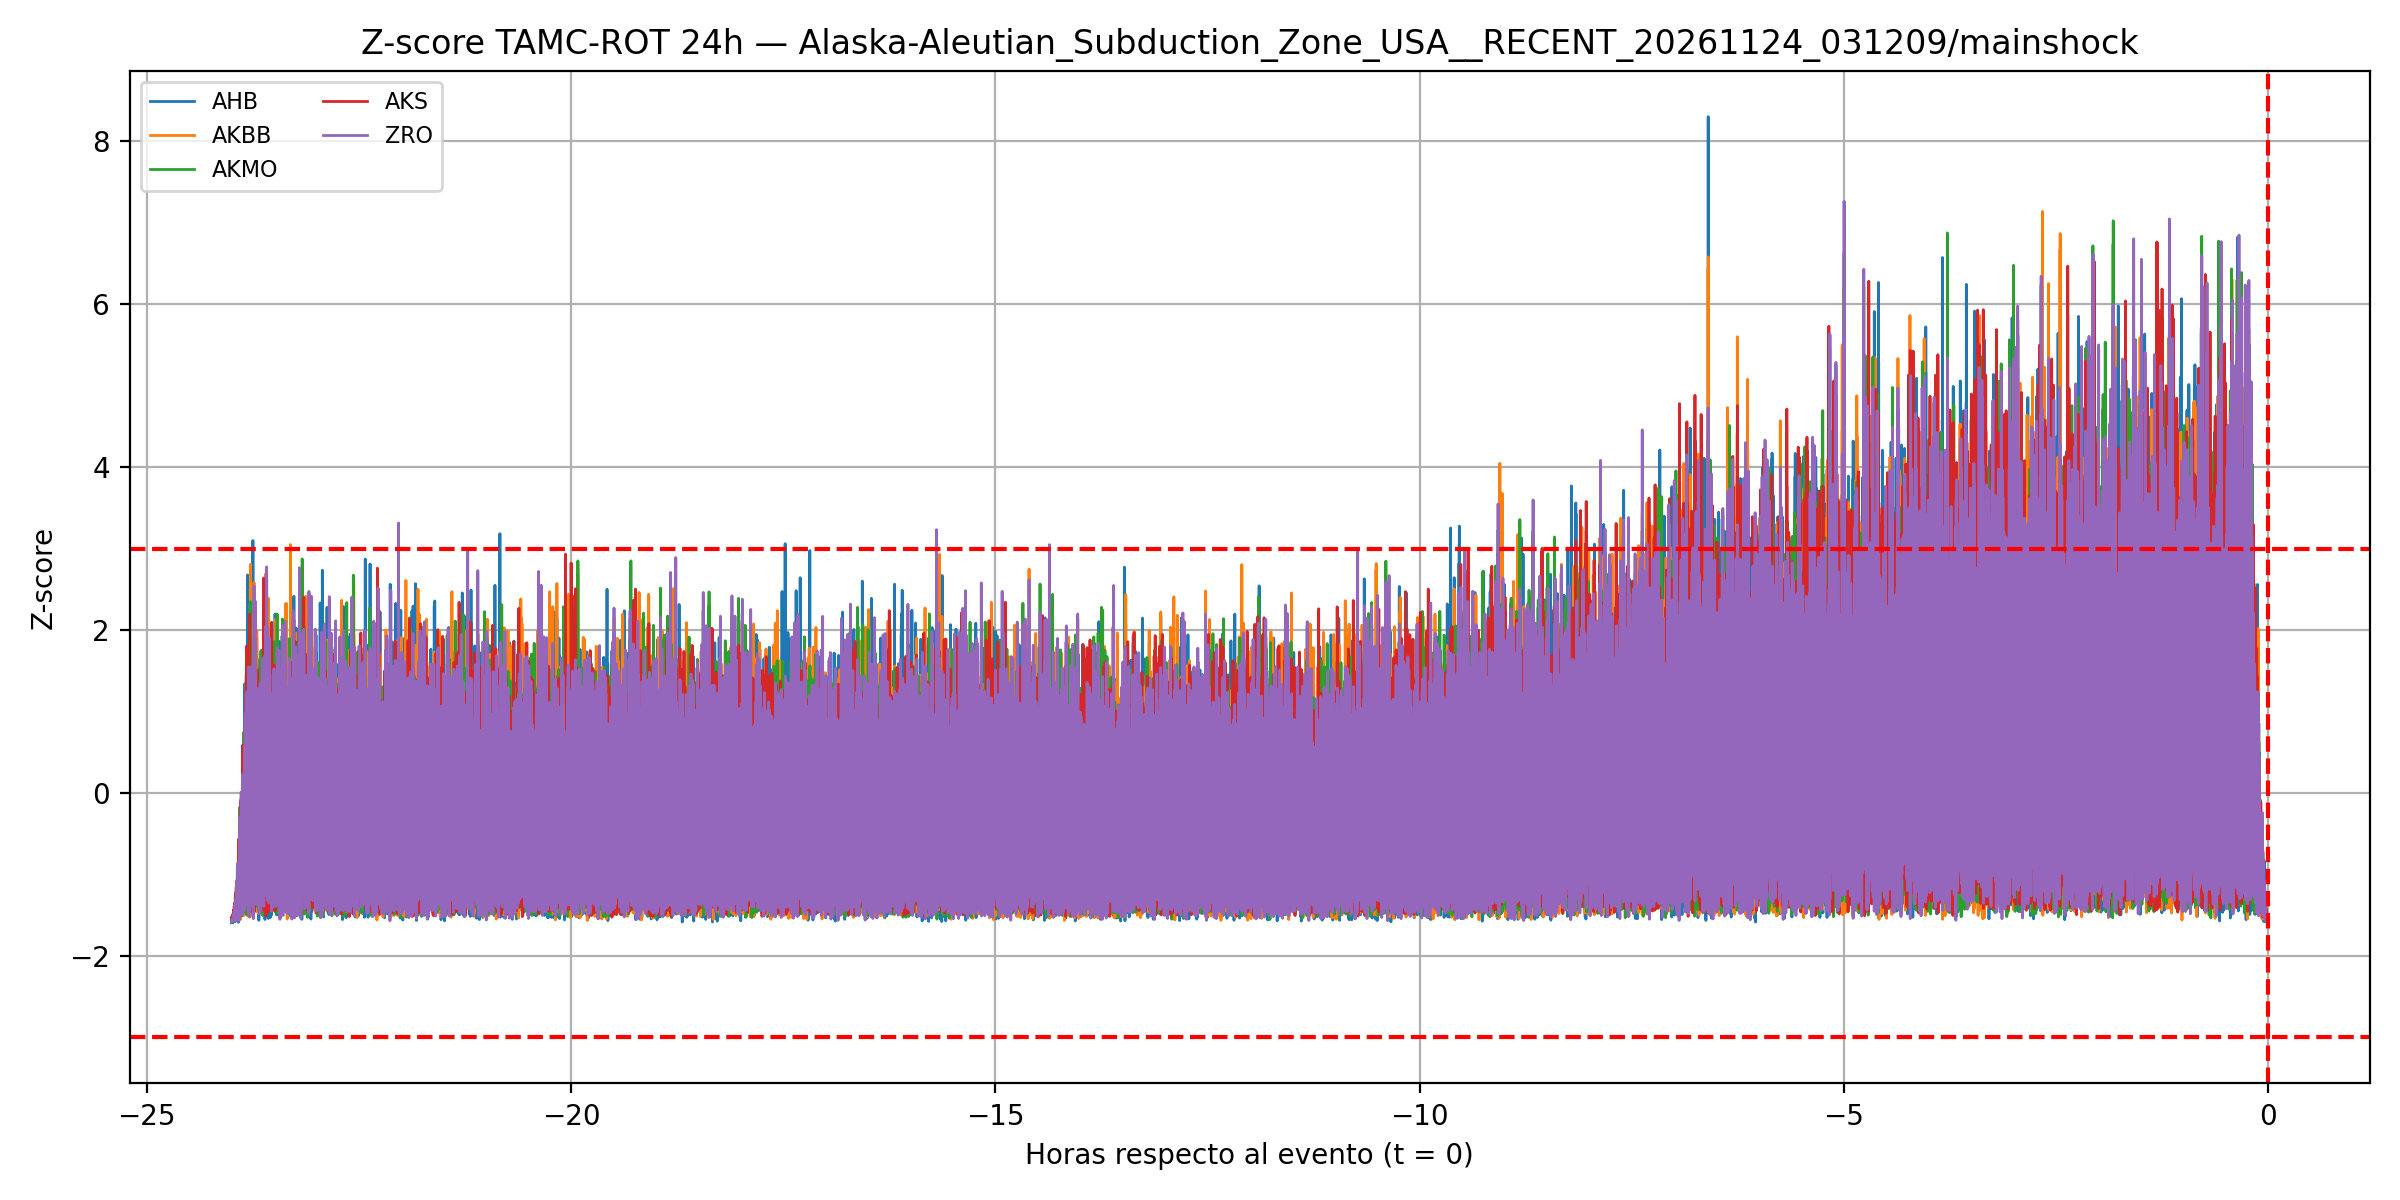 Z-score TAMC-ROT 24h — Alaska-Aleutian_Subduction_Zone_USA__RECENT_20261124_031209/mainshock
AHB
AKBB
AKMO
AKS
ZRO
8
6
4
2
0
−2
Z-score
−25
−20
−15
−10
−5
0
Horas respecto al evento (t = 0)